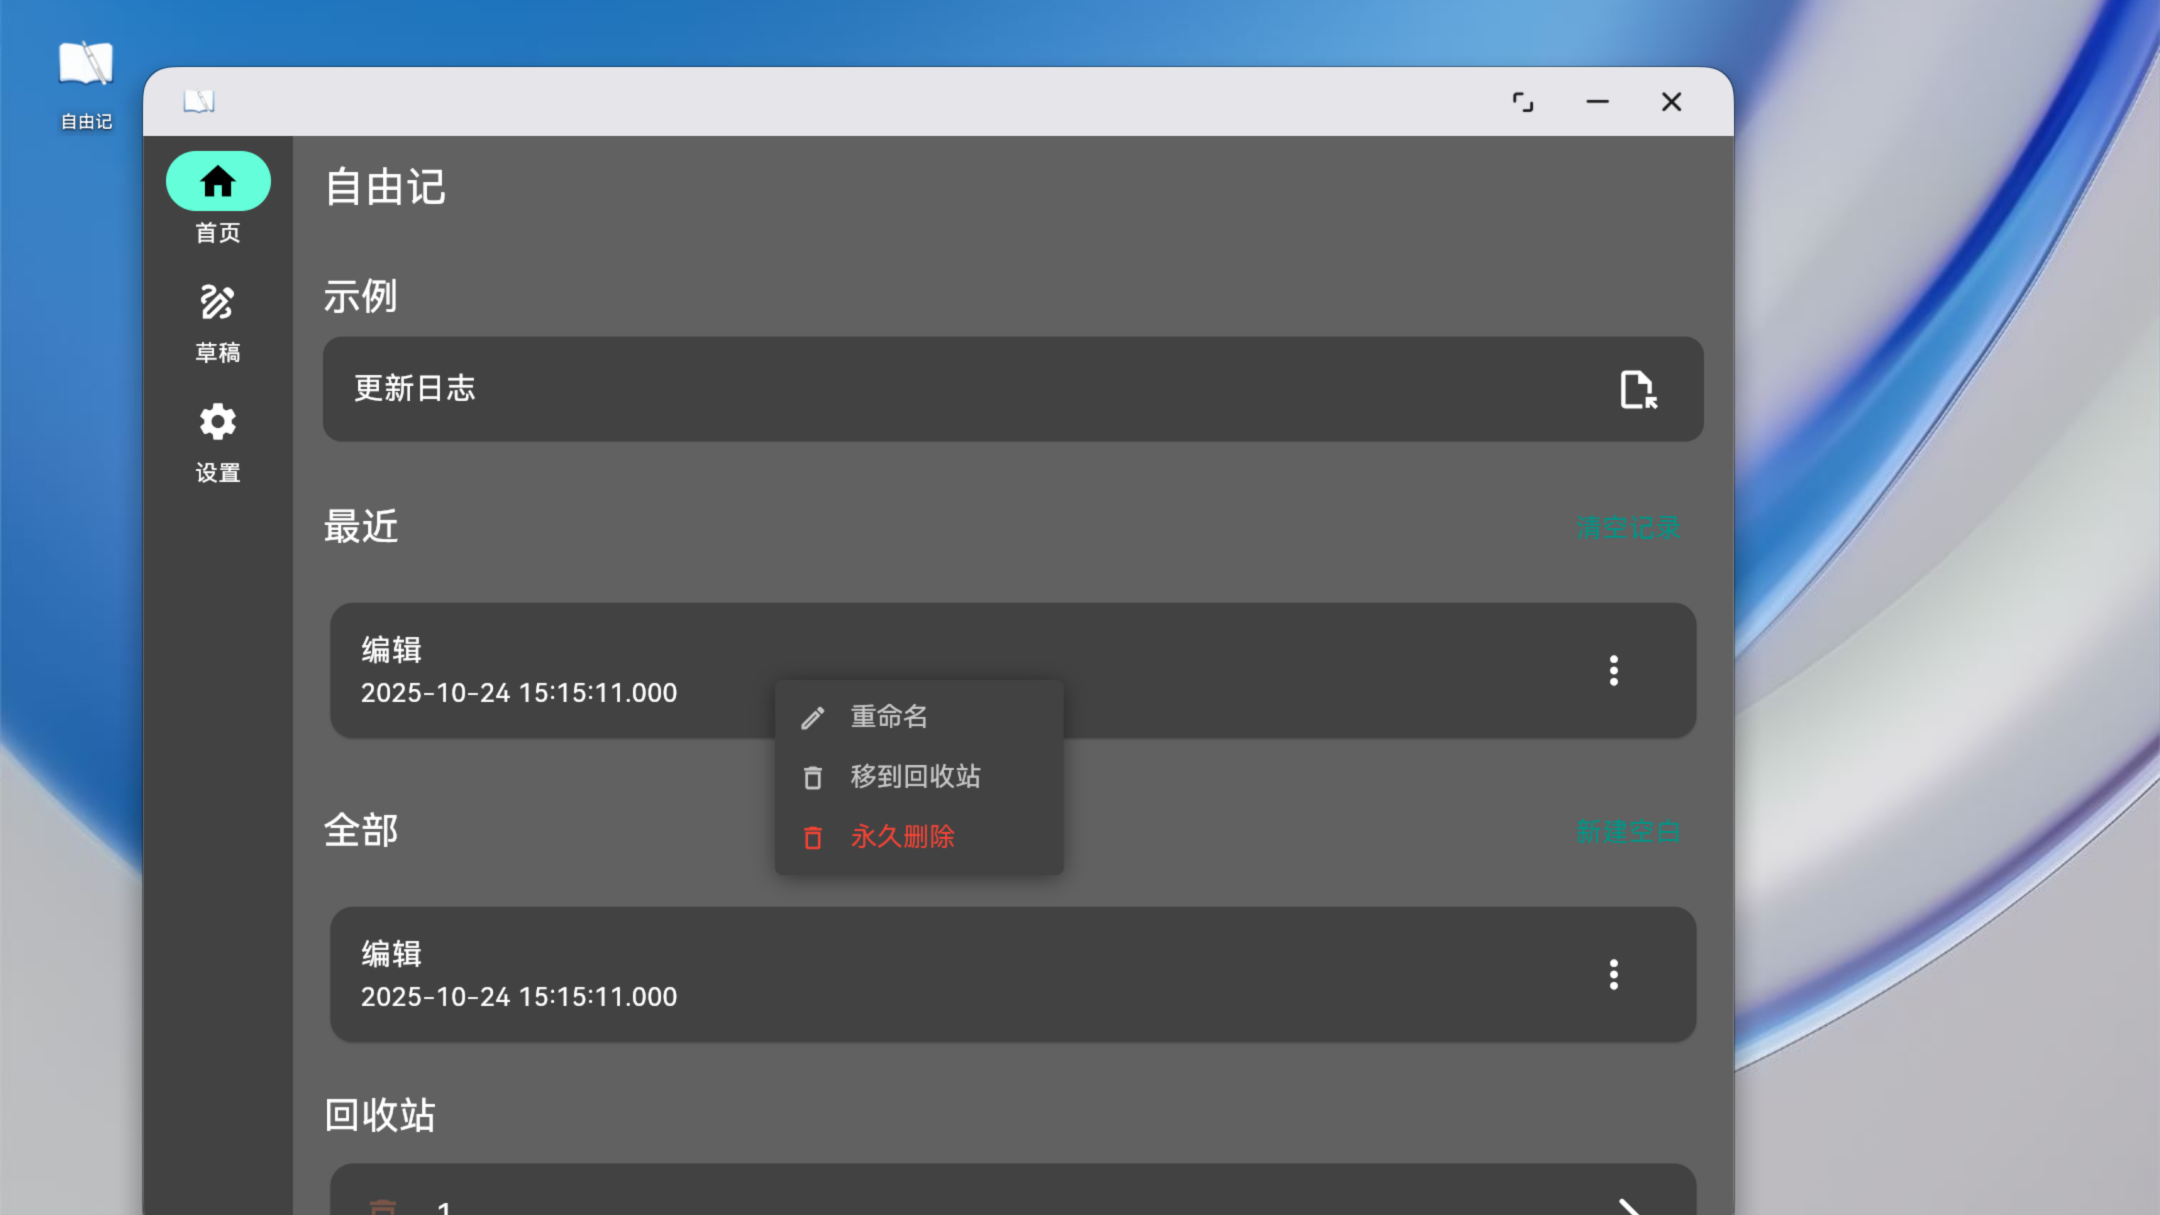 自由记
自由记
首页
草稿
设置
示例
更新日志
最近
清空记录
编辑
2025-10-24 15:15:11.000
重命名
移到回收站
永久删除
全部
新建空白
编辑
2025-10-24 15:15:11.000
回收站
1